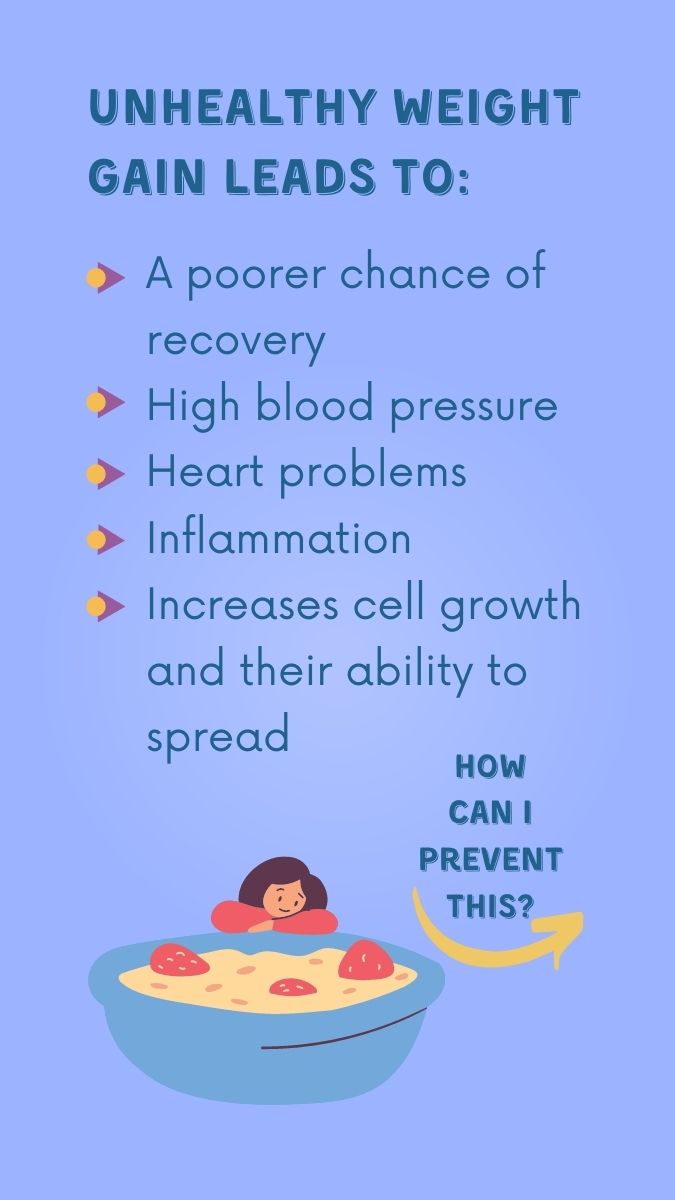 UNHEALTHY WEIGHT
GAIN LEADS TO:
A poorer chance of
recovery
High blood pressure
Heart problems
Inflammation
Increases cell growth
and their ability to
spread
HOW
CAN I
PREVENT
THIS?